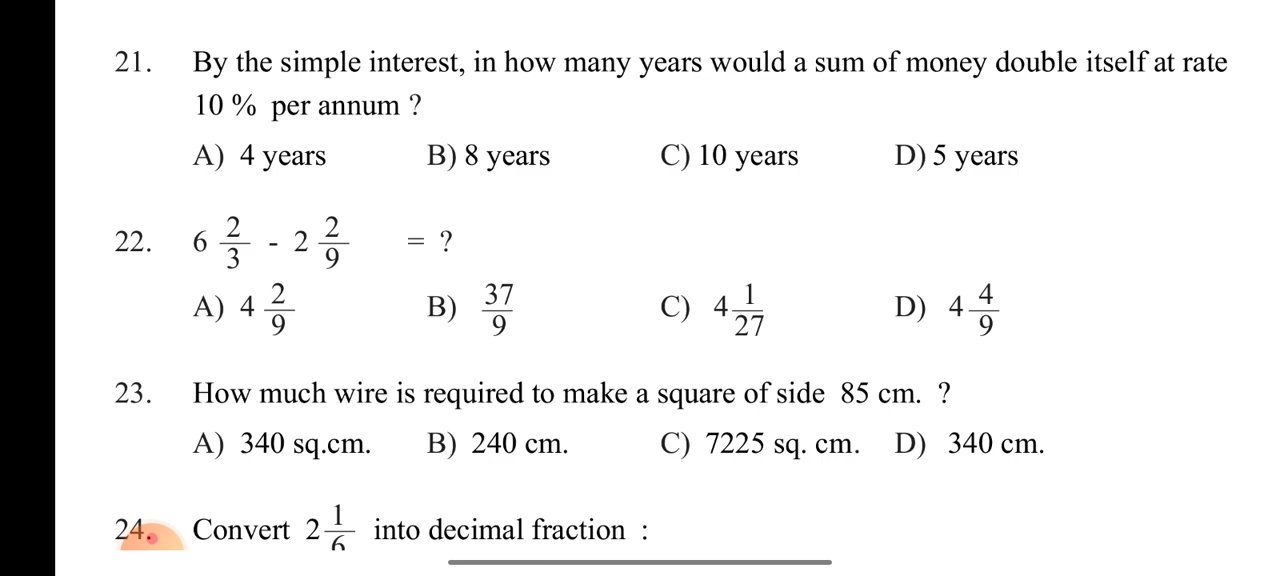 21. By the simple interest, in how many years would a sum of money double itself at rate
10 % per annum ?
A) 4 years B) 8 years C) 10 years D) 5 years
22. 6 2/3 - 2 2/9 = ?
A) 4 2/9 B) 37/9 C) 4 1/27 D) 4 4/9
23. How much wire is required to make a square of side 85 cm. ?
A) 340 sq.cm. B) 240 cm. C) 7225 sq. cm. D) 340 cm.
24. Convert 2 1/6 into decimal fraction :